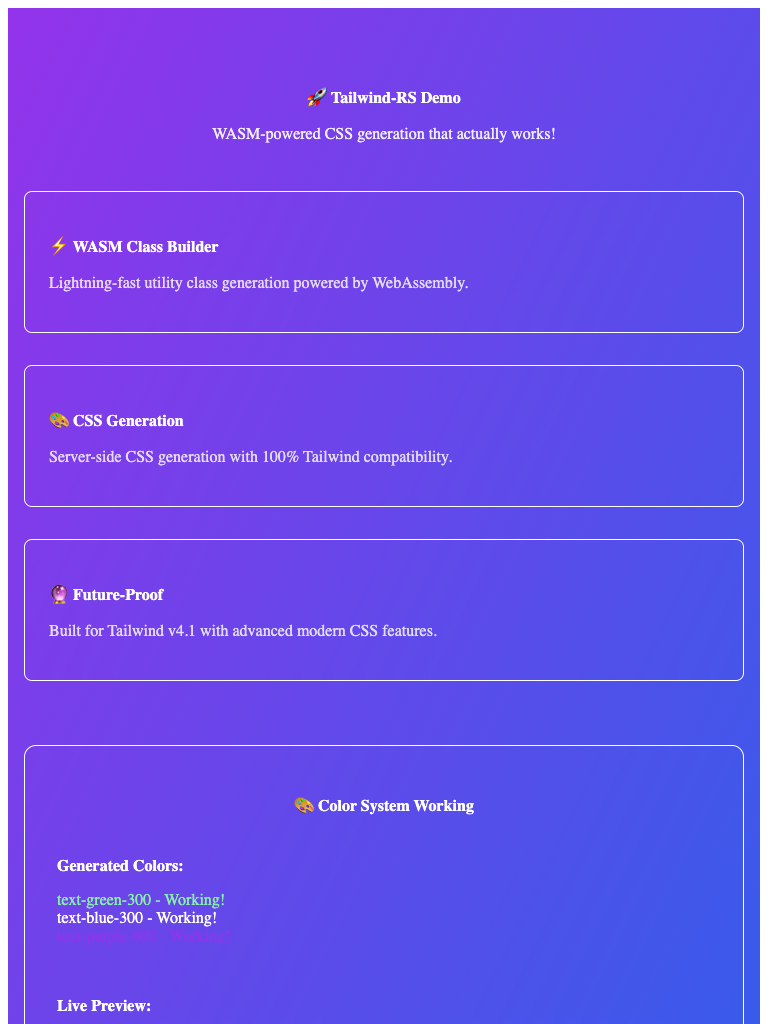 🚀 Tailwind-RS Demo
WASM-powered CSS generation that actually works!
⚡ WASM Class Builder
Lightning-fast utility class generation powered by WebAssembly.
🎨 CSS Generation
Server-side CSS generation with 100% Tailwind compatibility.
🔮 Future-Proof
Built for Tailwind v4.1 with advanced modern CSS features.
🎨 Color System Working
Generated Colors:
text-green-300 - Working!
text-blue-300 - Working!
- Working!
Live Preview: